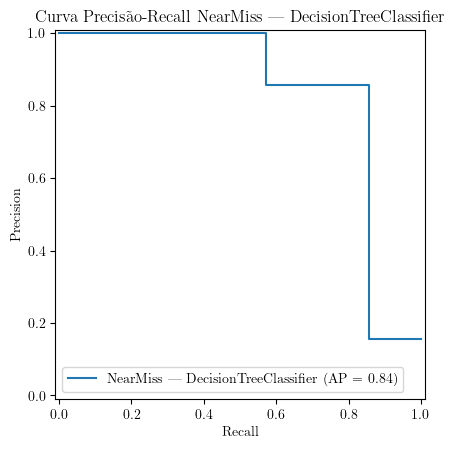 Curva Precisão-Recall NearMiss — DecisionTreeClassifier
1.0
0.8
0.6
0.4
0.2
0.0
Precision
NearMiss — DecisionTreeClassifier (AP = 0.84)
0.0 0.2 0.4 0.6 0.8 1.0
Recall